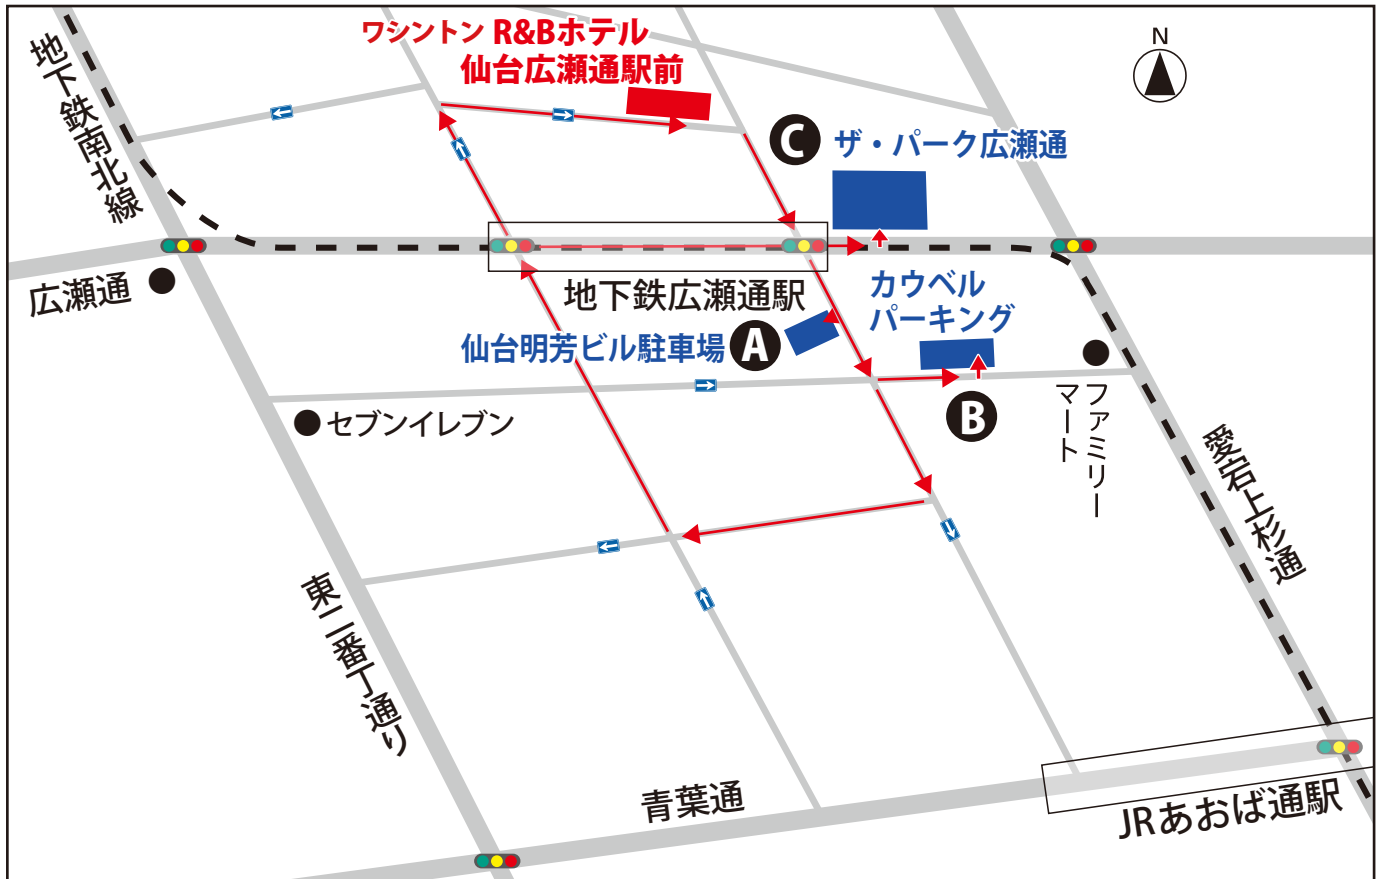 ワシントン R&Bホテル
仙台広瀬通駅前
N
地下鉄南北線
C ザ・パーク広瀬通
広瀬通
地下鉄広瀬通駅
カウベル
パーキング
仙台明芳ビル駐車場 A
B
セブンイレブン
ファミリー
マート
愛宕上杉通
東二番丁通り
青葉通
JRあおば通駅